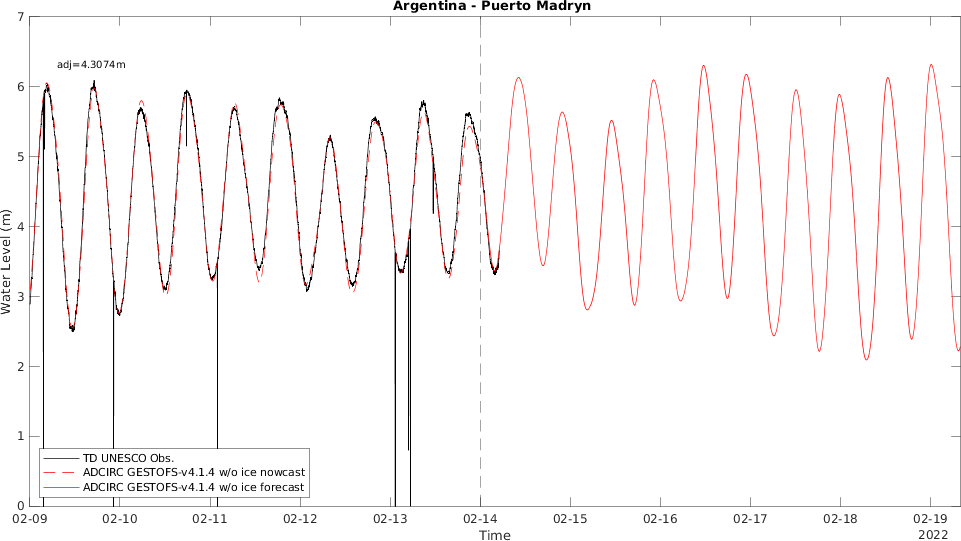 Argentina - Puerto Madryn
adj=4.3074m
7
6
5
4
3
2
1
0
Water Level (m)
TD UNESCO Obs.
ADCIRC GESTOFS-v4.1.4 w/o ice nowcast
ADCIRC GESTOFS-v4.1.4 w/o ice forecast
02-09 02-10 02-11 02-12 02-13 02-14 02-15 02-16 02-17 02-18 02-19
Time
2022